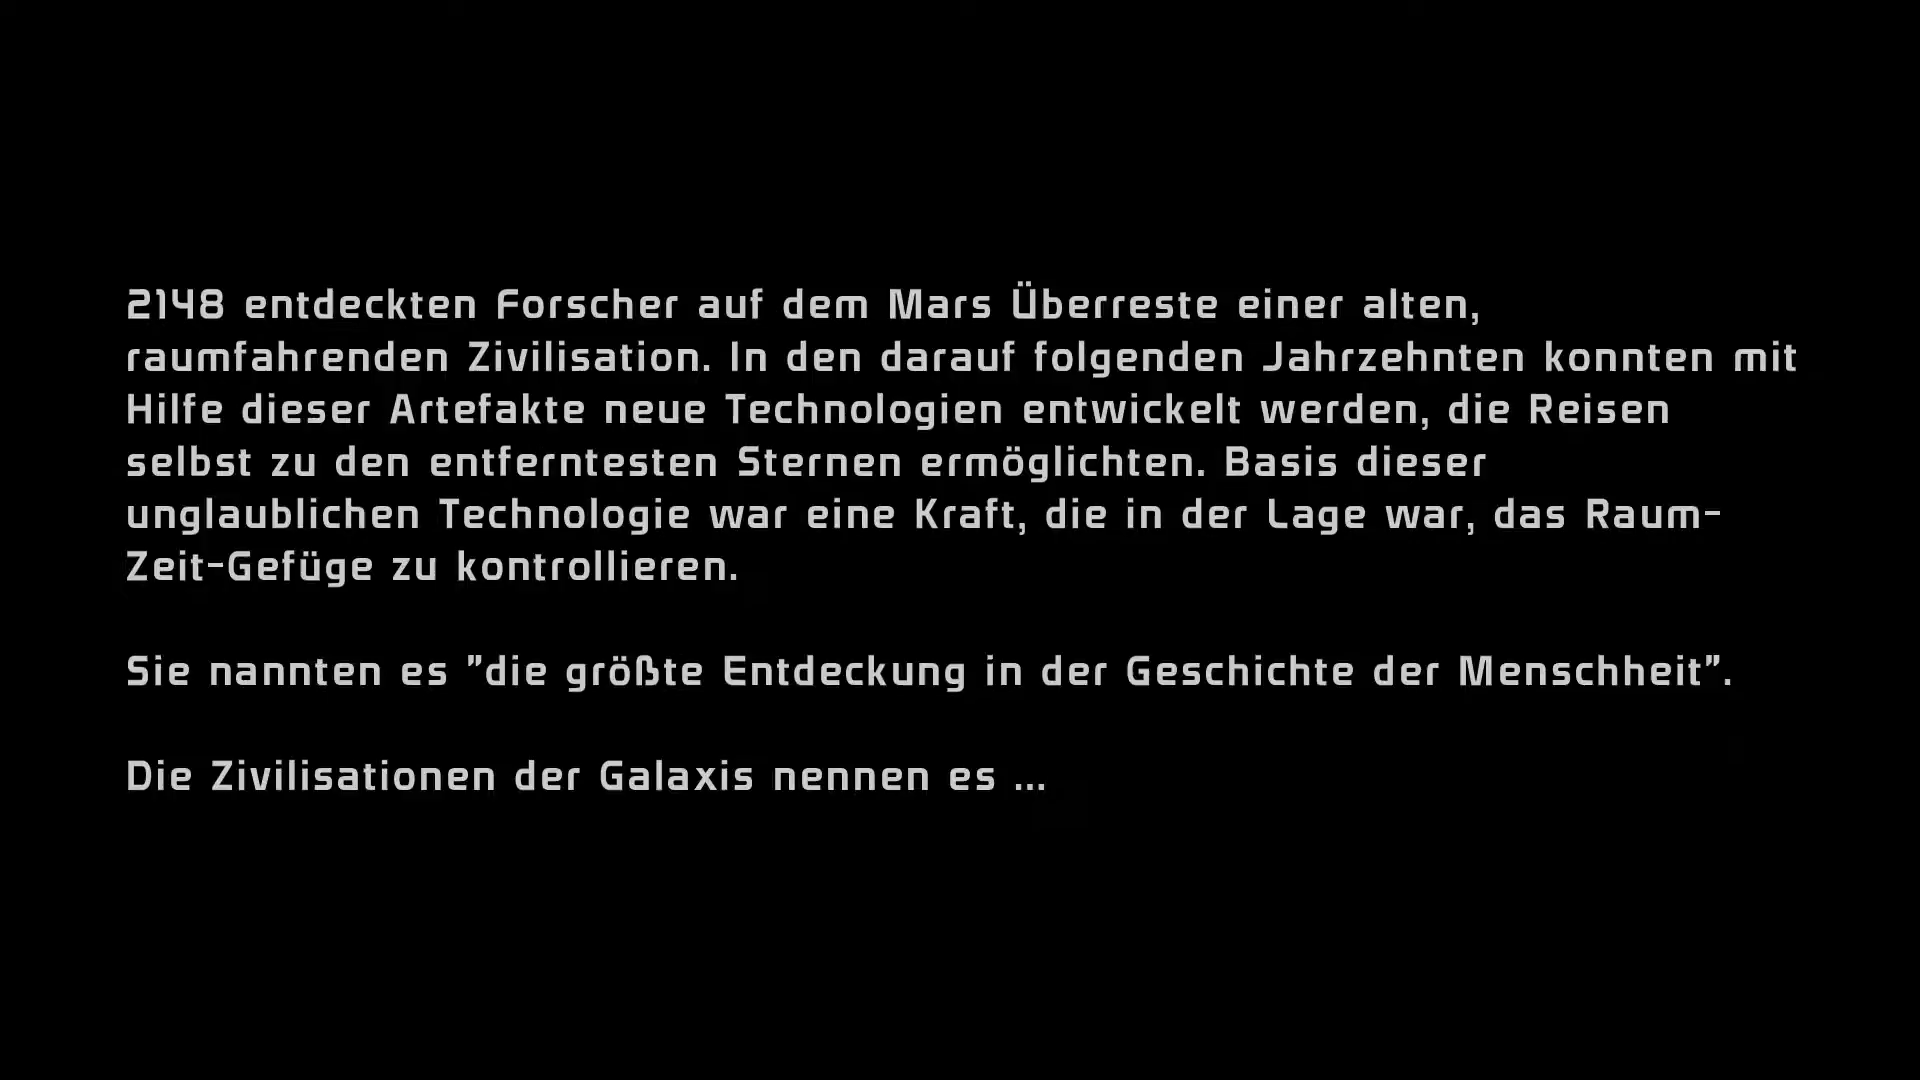 2148 entdeckten Forscher auf dem Mars Überreste einer alten,
raumfahrenden Zivilisation. In den darauf folgenden Jahrzehnten konnten mit
Hilfe dieser Artefakte neue Technologien entwickelt werden, die Reisen
selbst zu den entferntesten Sternen ermöglichten. Basis dieser
unglaublichen Technologie war eine Kraft, die in der Lage war, das Raum-
Zeit-Gefüge zu kontrollieren.
Sie nannten es "die größte Entdeckung in der Geschichte der Menschheit".
Die Zivilisationen der Galaxis nennen es ...